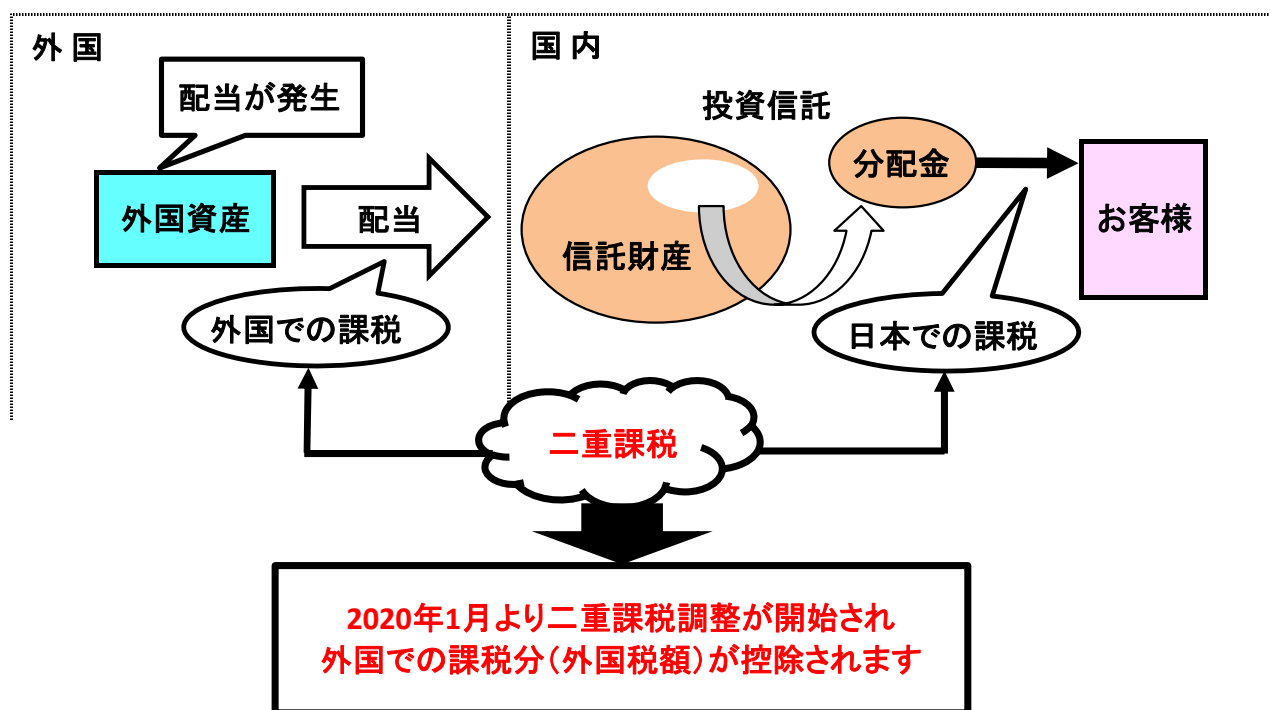 外 国
国 内
配当が発生
投資信託
分配金
外国資産
配当
お客様
信託財産
外国での課税
日本での課税
二重課税
2020年1月より二重課税調整が開始され
外国での課税分（外国税額）が控除されます